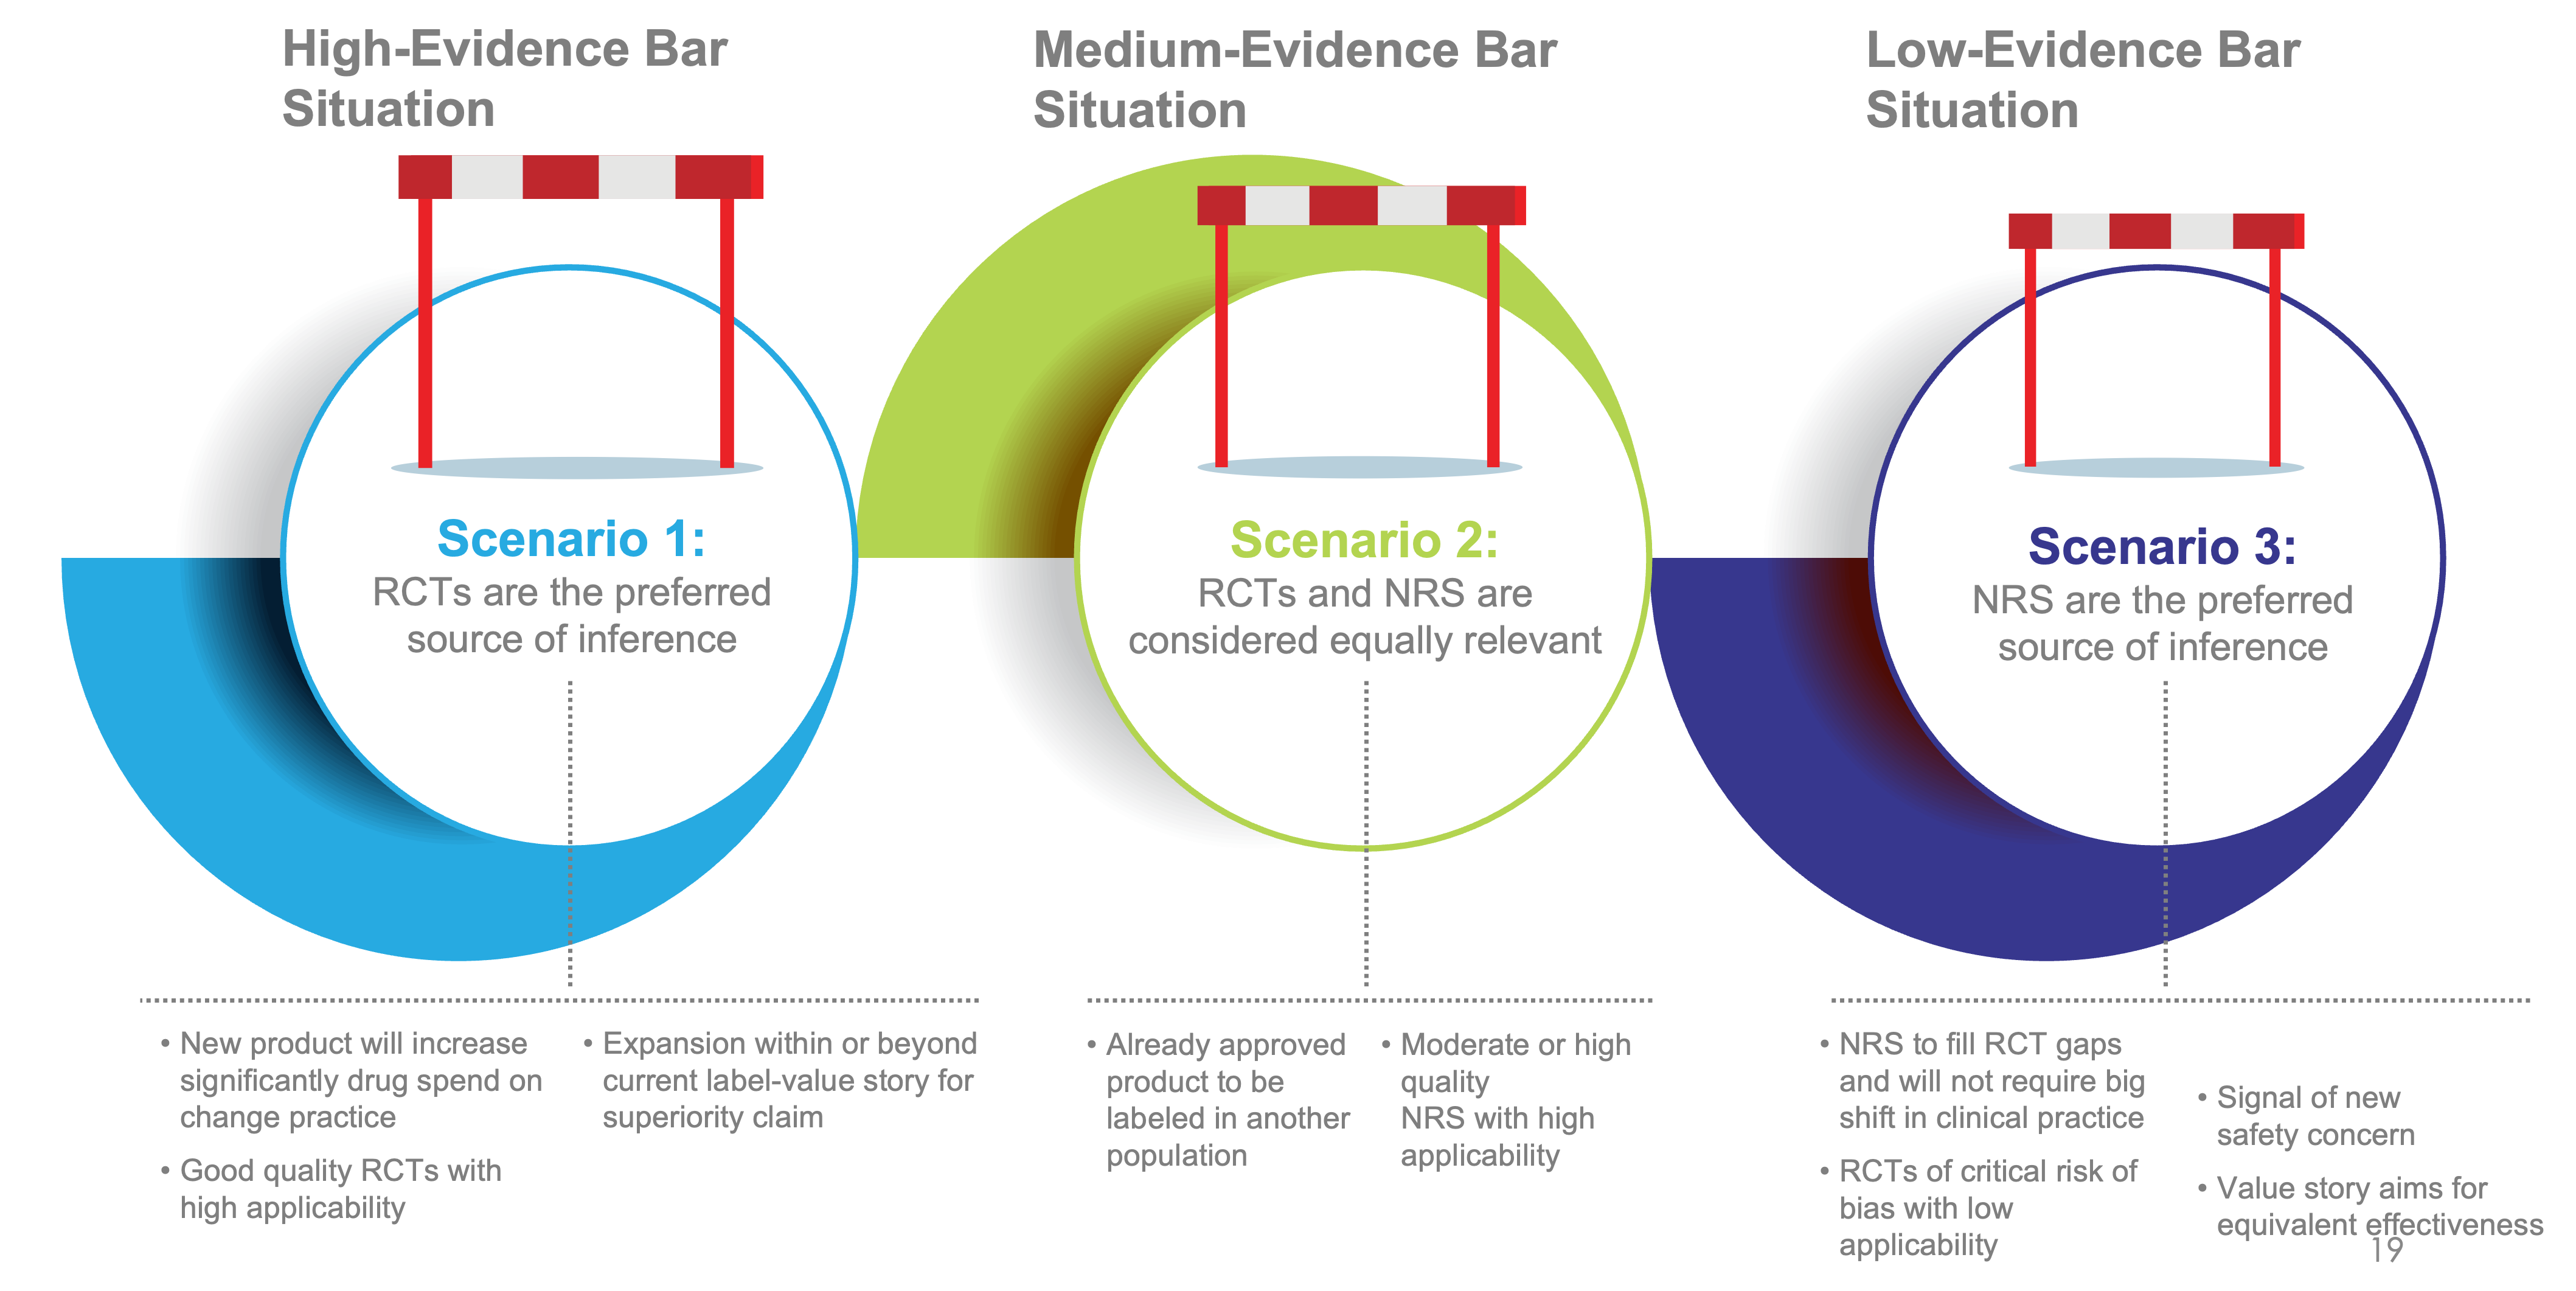 High-Evidence Bar
Situation
Medium-Evidence Bar
Situation
Low-Evidence Bar
Situation
Scenario 1:
RCTs are the preferred
source of inference
Scenario 2:
RCTs and NRS are
considered equally relevant
Scenario 3:
NRS are the preferred
source of inference
• New product will increase
significantly drug spend on
change practice
• Good quality RCTs with
high applicability
• Expansion within or beyond
current label-value story for
superiority claim
• Already approved
product to be
labeled in another
population
• Moderate or high
quality
NRS with high
applicability
• NRS to fill RCT gaps
and will not require big
shift in clinical practice
• RCTs of critical risk of
bias with low
applicability
• Signal of new
safety concern
• Value story aims for
equivalent effectiveness
19